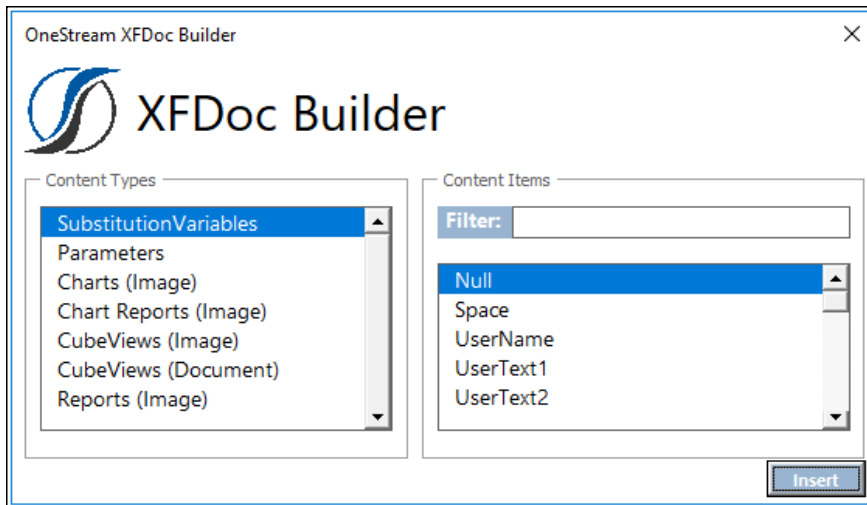 OneStream XFDoc Builder
XFDoc Builder
Content Types
SubstitutionVariables
Parameters
Charts (Image)
Chart Reports (Image)
CubeViews (Image)
CubeViews (Document)
Reports (Image)
Content Items
Filter:
Null
Space
UserName
UserText1
UserText2
Insert